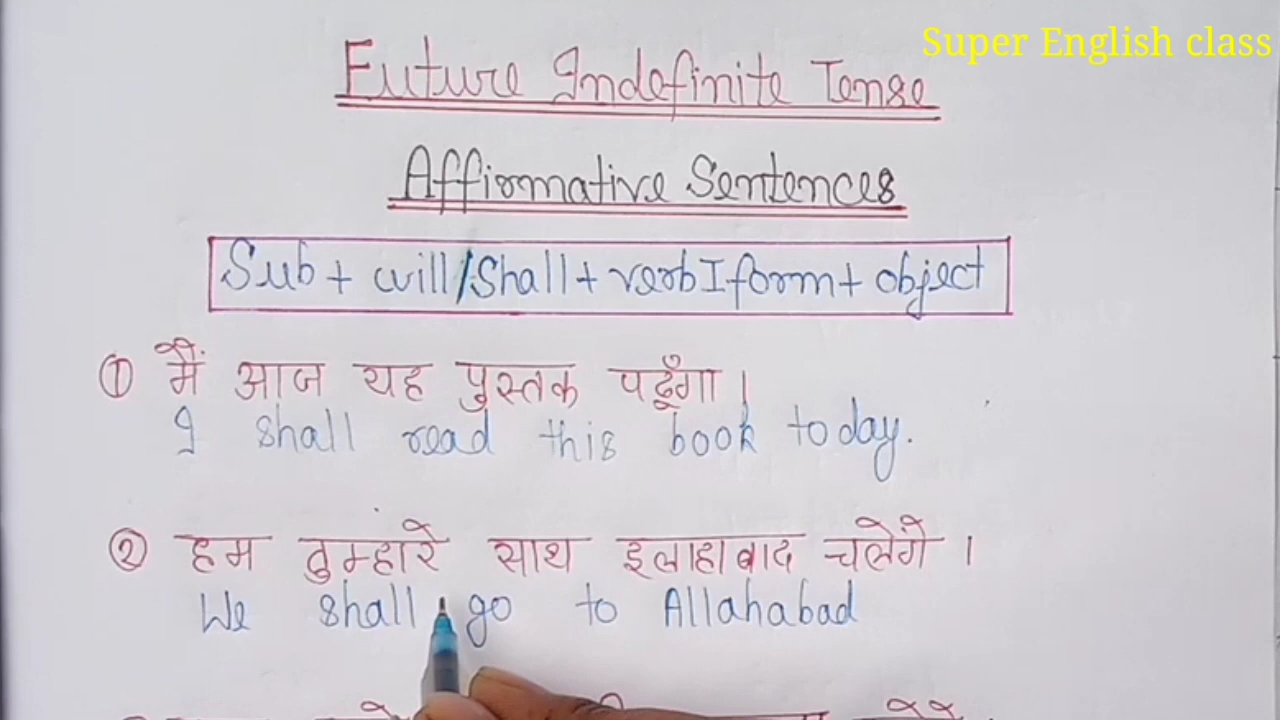 Super English class
Future Indefinite Tense
Affirmative Sentences
Sub + will/Shall + verb I form + object
① मैं आज यह पुस्तक पढूँगा।
I shall read this book today.
② हम तुम्हारे साथ इलाहाबाद चलेगे।
We shall go to Allahabad